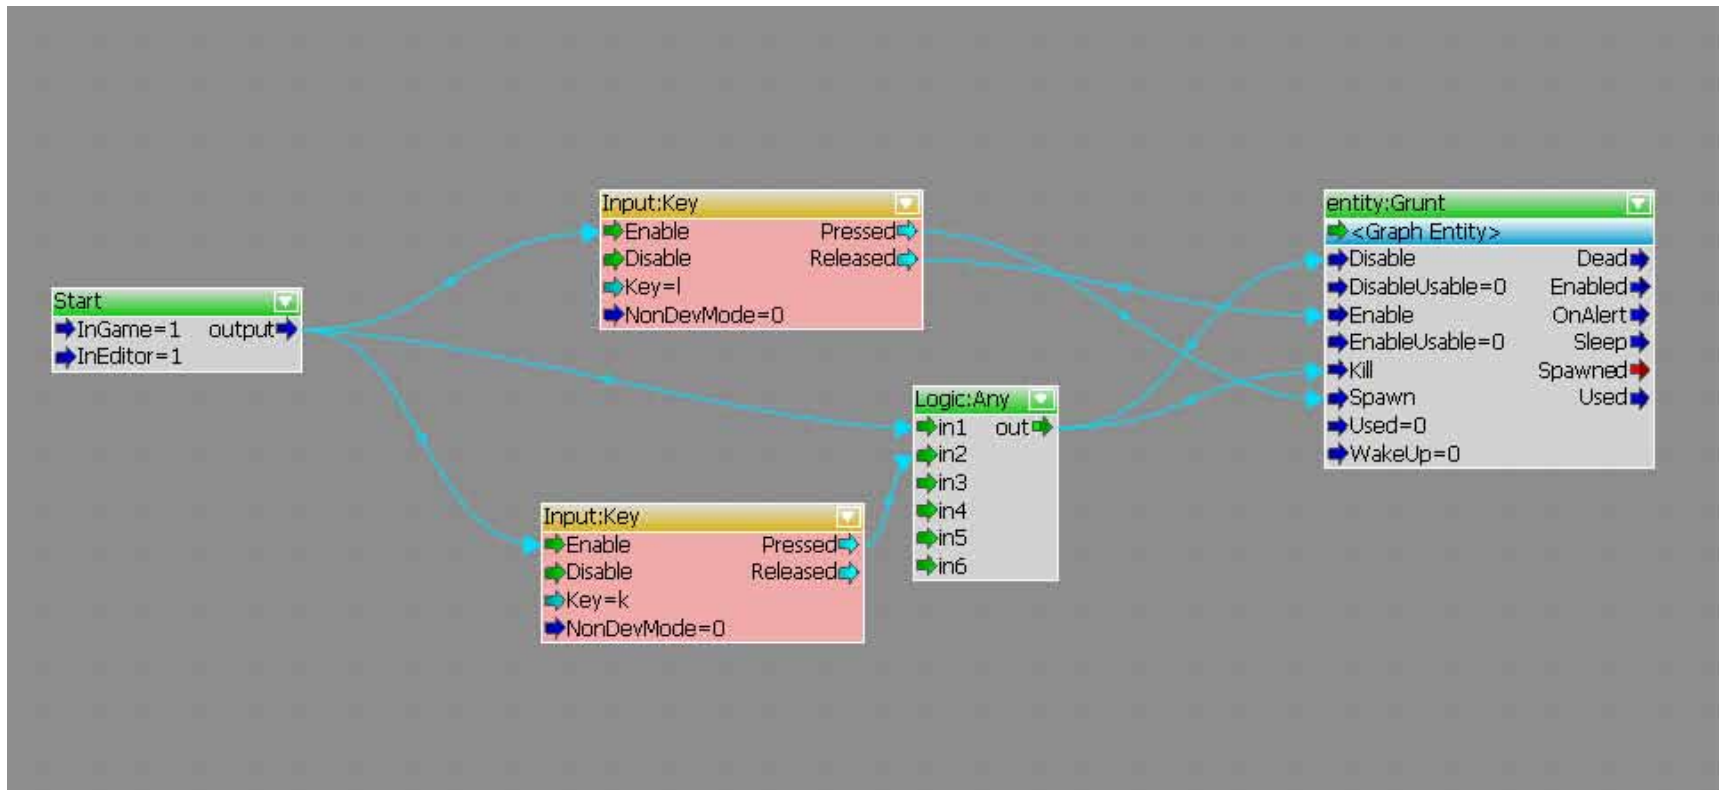 Start
InGame=1 output
InEditor=1
Input:Key
Enable Pressed
Disable Released
Key=l
NonDevMode=0
Input:Key
Enable Pressed
Disable Released
Key=k
NonDevMode=0
Logic:Any
in1 out
in2
in3
in4
in5
in6
entity:Grunt
<Graph Entity>
Disable Dead
DisableUsable=0 Enabled
Enable OnAlert
EnableUsable=0 Sleep
Kill Spawned
Spawn Used
Used=0
WakeUp=0